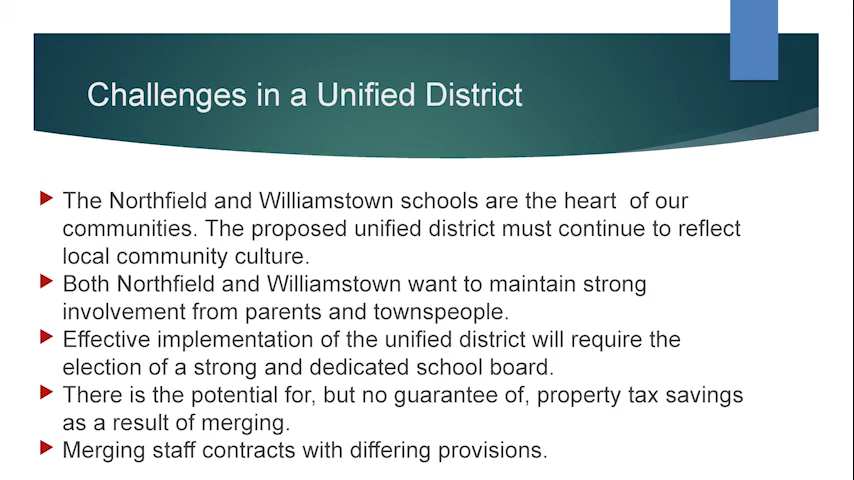 Challenges in a Unified District
The Northfield and Williamstown schools are the heart of our
communities. The proposed unified district must continue to reflect
local community culture.
Both Northfield and Williamstown want to maintain strong
involvement from parents and townspeople.
Effective implementation of the unified district will require the
election of a strong and dedicated school board.
There is the potential for, but no guarantee of, property tax savings
as a result of merging.
Merging staff contracts with differing provisions.